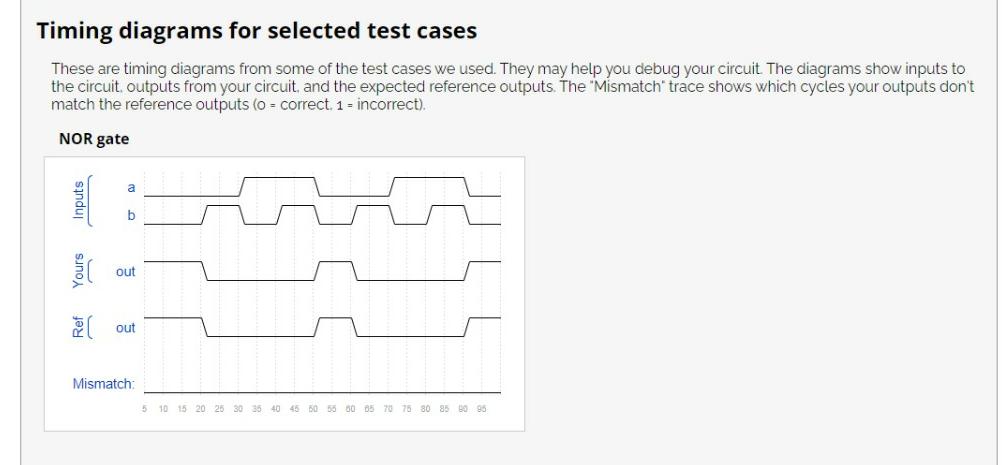 Timing diagrams for selected test cases
These are timing diagrams from some of the test cases we used. They may help you debug your circuit. The diagrams show inputs to
the circuit, outputs from your circuit, and the expected reference outputs. The "Mismatch" trace shows which cycles your outputs don't
match the reference outputs (0 = correct, 1 = incorrect).
NOR gate
Inputs
a
b
Yours
out
Ref
out
Mismatch:
5 10 15 20 25 30 35 40 45 50 55 60 65 70 75 80 85 90 95